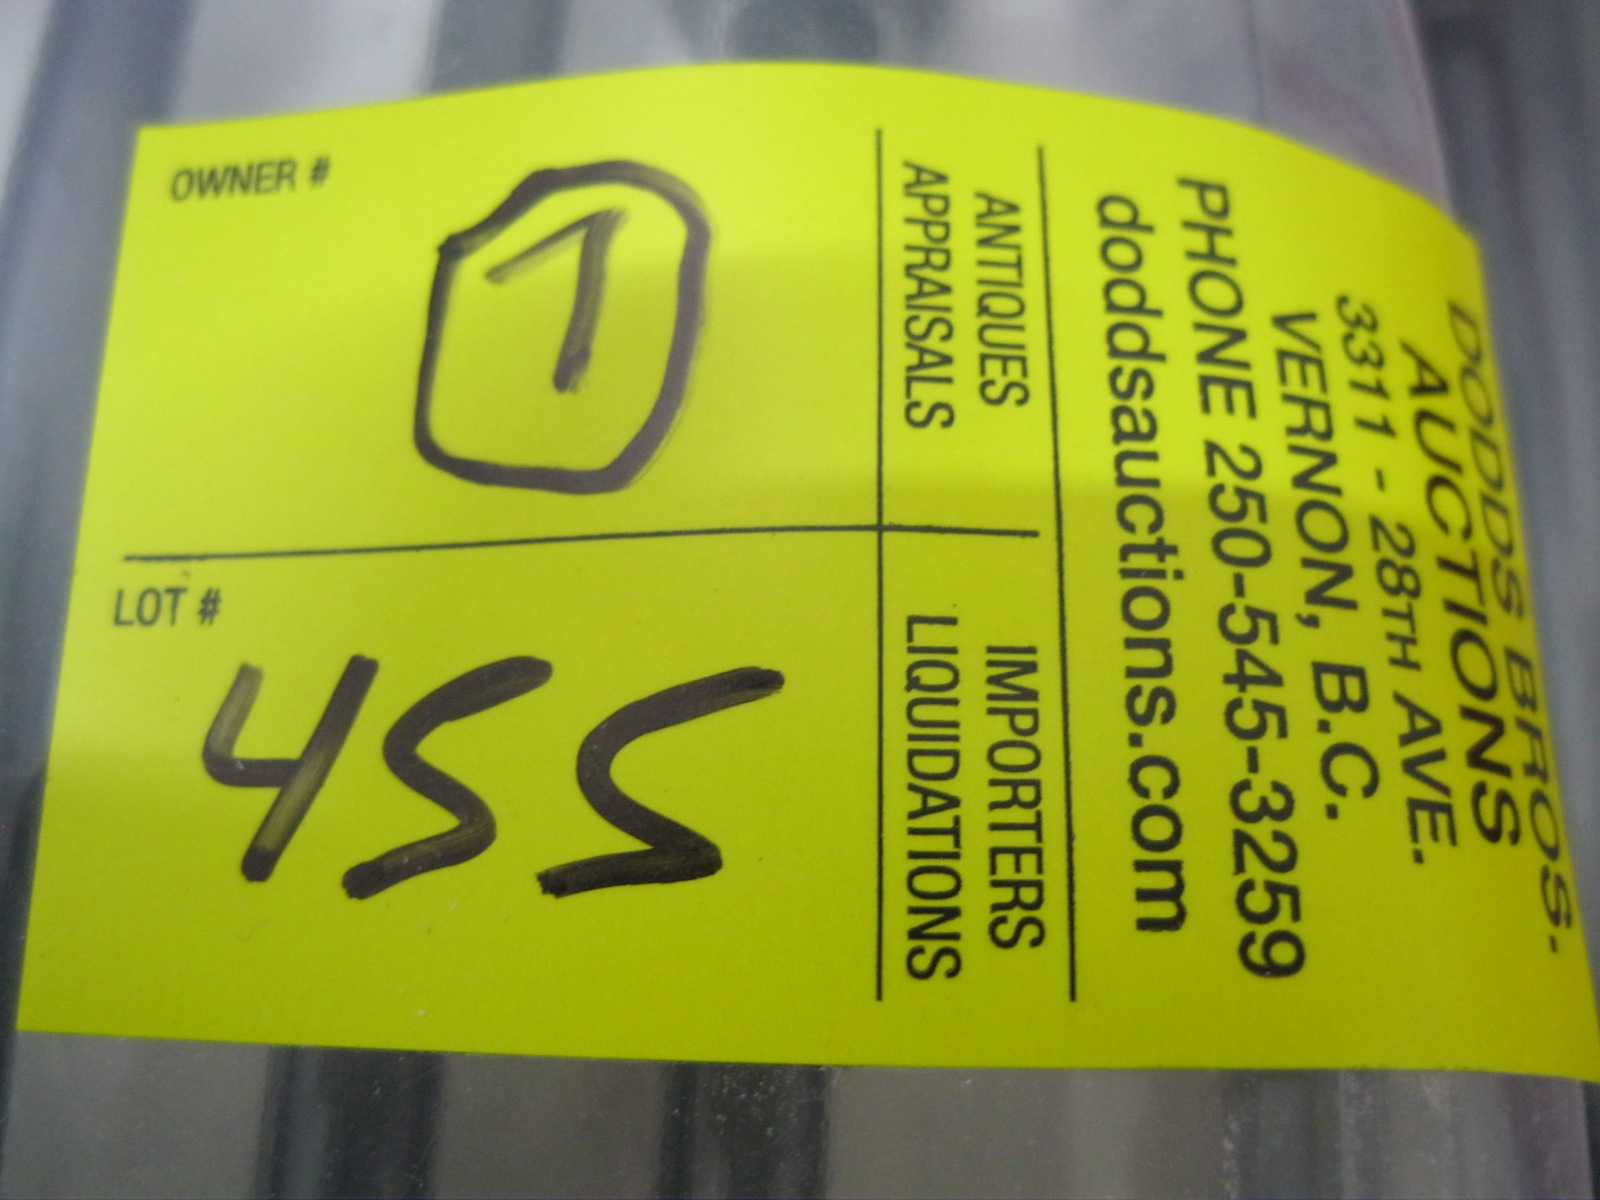 DODDS BROS.
AUCTIONS
3311 - 28TH AVE.
VERNON, B.C.
PHONE 250-545-3259
doddsauctions.com
ANTIQUES
APPRAISALS
IMPORTERS
LIQUIDATIONS
OWNER #
1
LOT #
455